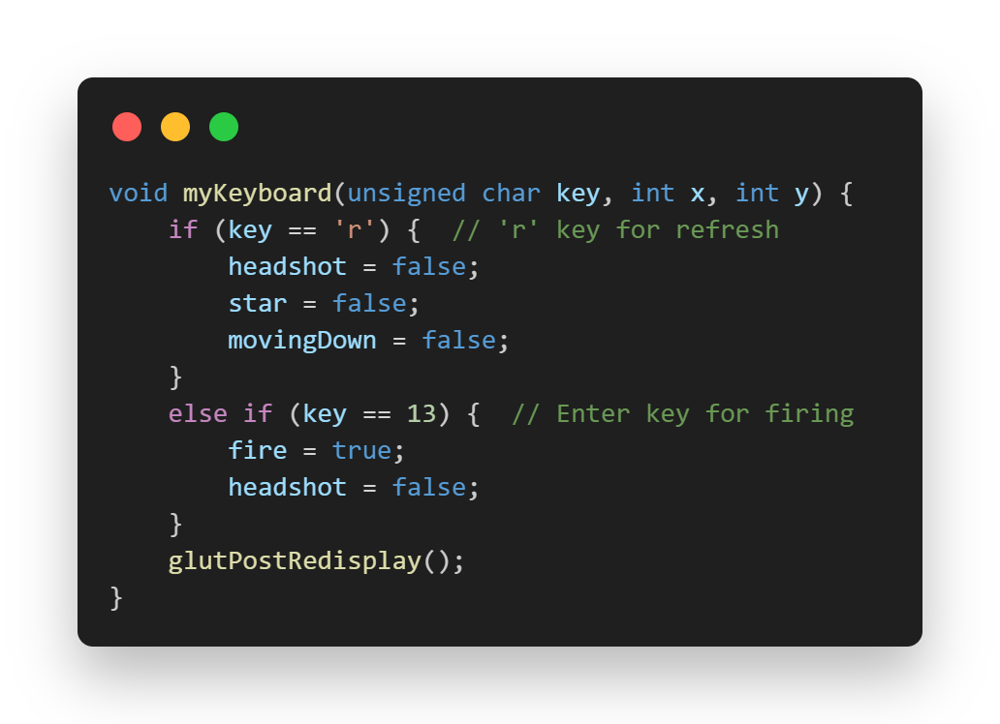 void myKeyboard(unsigned char key, int x, int y) {
    if (key == 'r') {  // 'r' key for refresh
        headshot = false;
        star = false;
        movingDown = false;
    }
    else if (key == 13) {  // Enter key for firing
        fire = true;
        headshot = false;
    }
    glutPostRedisplay();
}